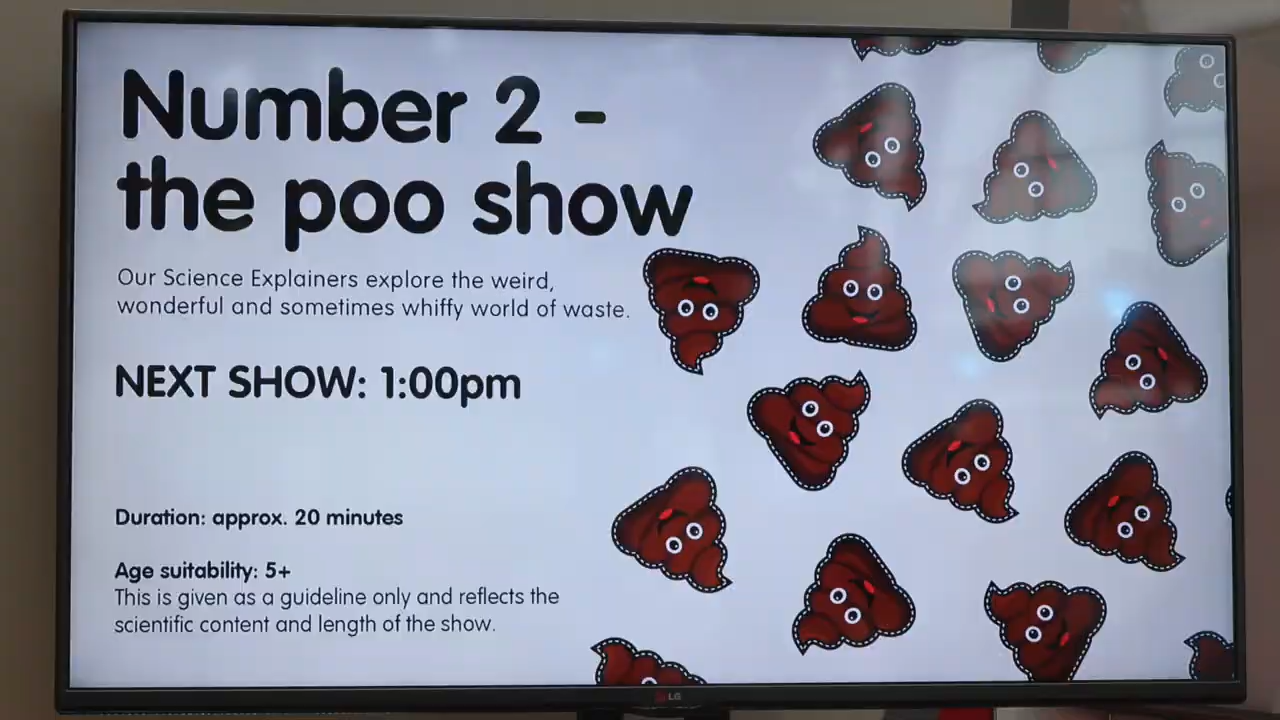 Number 2 -
the poo show
Our Science Explainers explore the weird,
wonderful and sometimes whiffy world of waste.
NEXT SHOW: 1:00pm
Duration: approx. 20 minutes
Age suitability: 5+
This is given as a guideline only and reflects the
scientific content and length of the show.
LG